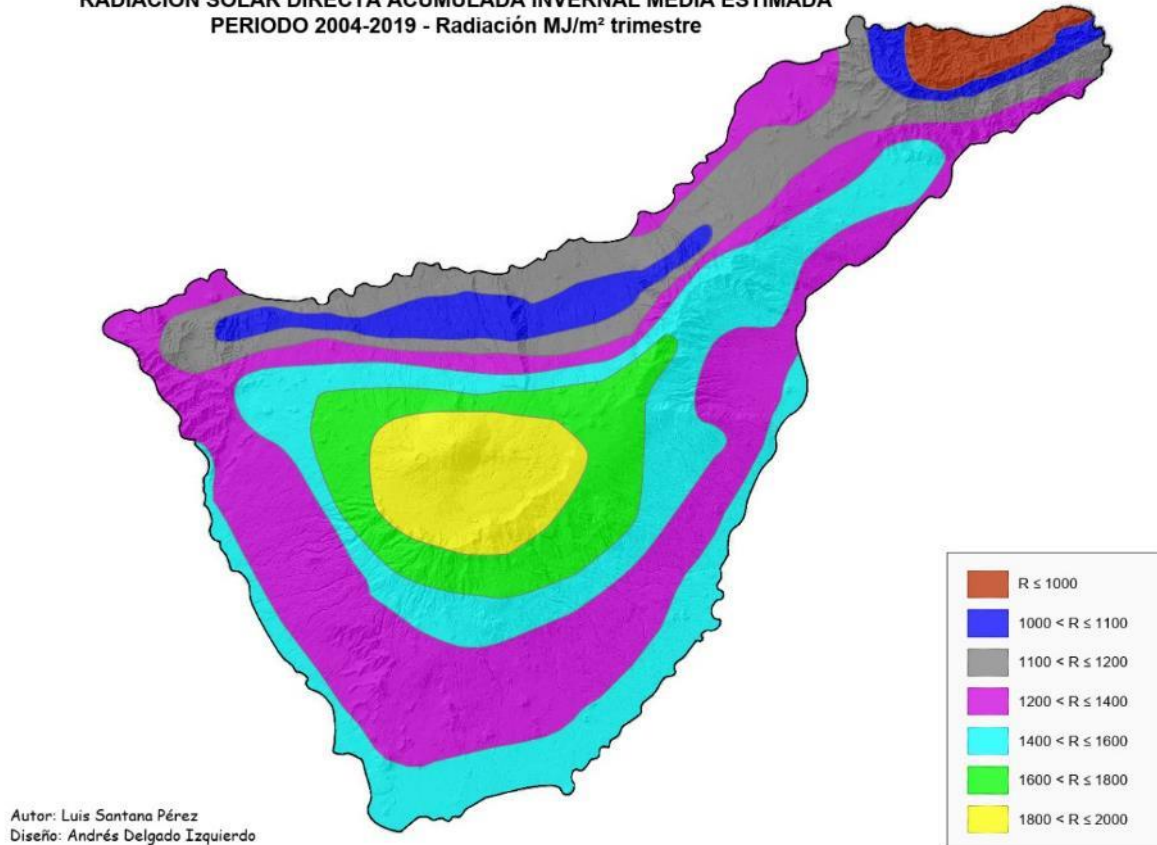 RADIACIÓN SOLAR DIRECTA ACUMULADA INVERNAL MEDIA ESTIMADA
PERIODO 2004-2019 - Radiación MJ/m² trimestre
R ≤ 1000
1000 < R ≤ 1100
1100 < R ≤ 1200
1200 < R ≤ 1400
1400 < R ≤ 1600
1600 < R ≤ 1800
1800 < R ≤ 2000
Autor: Luis Santana Pérez
Diseño: Andrés Delgado Izquierdo